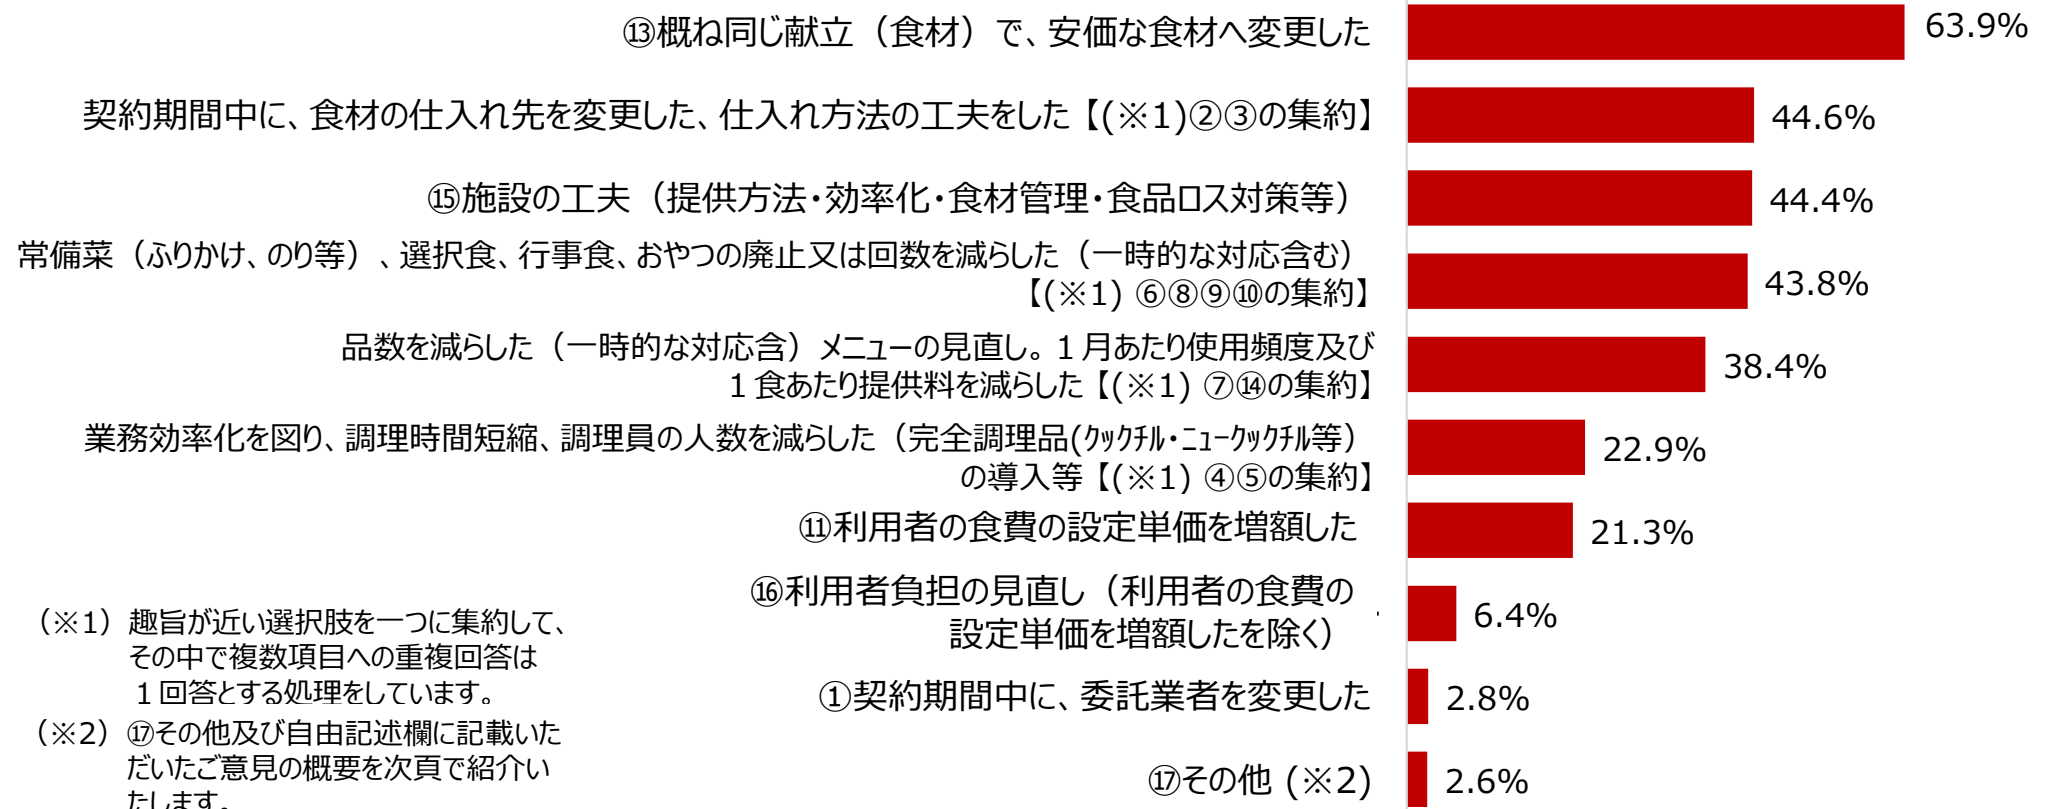 ⑬概ね同じ献立（食材）で、安価な食材へ変更した 63.9%
契約期間中に、食材の仕入れ先を変更した、仕入れ方法の工夫をした【(※1)②③の集約】 44.6%
⑮施設の工夫（提供方法・効率化・食材管理・食品ロス対策等） 44.4%
常備菜（ふりかけ、のり等）、選択食、行事食、おやつの廃止又は回数を減らした（一時的な対応含む）
【(※1) ⑥⑧⑨⑩の集約】 43.8%
品数を減らした（一時的な対応含）メニューの見直し。１月あたり使用頻度及び
１食あたり提供料を減らした【(※1) ⑦⑭の集約】 38.4%
業務効率化を図り、調理時間短縮、調理員の人数を減らした（完全調理品(ｸｯｸﾁﾙ・ﾆｭｰｸｯｸﾁﾙ等）
の導入等【(※1) ④⑤の集約】 22.9%
⑪利用者の食費の設定単価を増額した 21.3%
⑯利用者負担の見直し（利用者の食費の
設定単価を増額したを除く） 6.4%
①契約期間中に、委託業者を変更した 2.8%
⑰その他 (※2) 2.6%
（※1）趣旨が近い選択肢を一つに集約して、
その中で複数項目への重複回答は
１回答とする処理をしています。
（※2）⑰その他及び自由記述欄に記載いた
だいたご意見の概要を次頁で紹介い
たします。